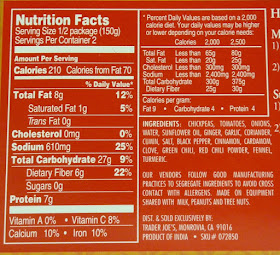 Nutrition Facts
Serving Size 1/2 package (150g)
Servings Per Container 2
Amount Per Serving
Calories 210 Calories from Fat 70
% Daily Value*
Total Fat 8g 12%
Saturated Fat 1g 5%
Trans Fat 0g
Cholesterol 0mg 0%
Sodium 610mg 25%
Total Carbohydrate 27g 9%
Dietary Fiber 6g 22%
Sugars 0g
Protein 7g
Vitamin A 0% • Vitamin C 8%
Calcium 10% • Iron 10%
* Percent Daily Values are based on a 2,000
calorie diet. Your daily values may be higher
or lower depending on your calorie needs:
Calories 2,000 2,500
Total Fat Less than 65g 80g
Sat. Fat Less than 20g 25g
Cholesterol Less than 300mg 300mg
Sodium Less than 2,400mg 2,400mg
Total Carbohydrate 300g 375g
Dietary Fiber 25g 30g
Calories per gram:
Fat 9 • Carbohydrate 4 • Protein 4
INGREDIENTS: CHICKPEAS, TOMATOES, ONIONS,
WATER, SUNFLOWER OIL, GINGER, GARLIC, CORIANDER,
CUMIN, SALT, BLACK PEPPER, CINNAMON, CARDAMOM,
CLOVE, GREEN CHILI, RED CHILI POWDER, FENNEL,
TURMERIC.
OUR VENDORS FOLLOW GOOD MANUFACTURING
PRACTICES TO SEGREGATE INGREDIENTS TO AVOID CROSS
CONTACT WITH ALLERGENS. MADE ON EQUIPMENT
SHARED WITH MILK, PEANUTS AND TREE NUTS.
DIST. & SOLD EXCLUSIVELY BY:
TRADER JOE'S, MONROVIA, CA 91016
PRODUCT OF INDIA • SKU# 072850
H
M
1)
2)
S
1)